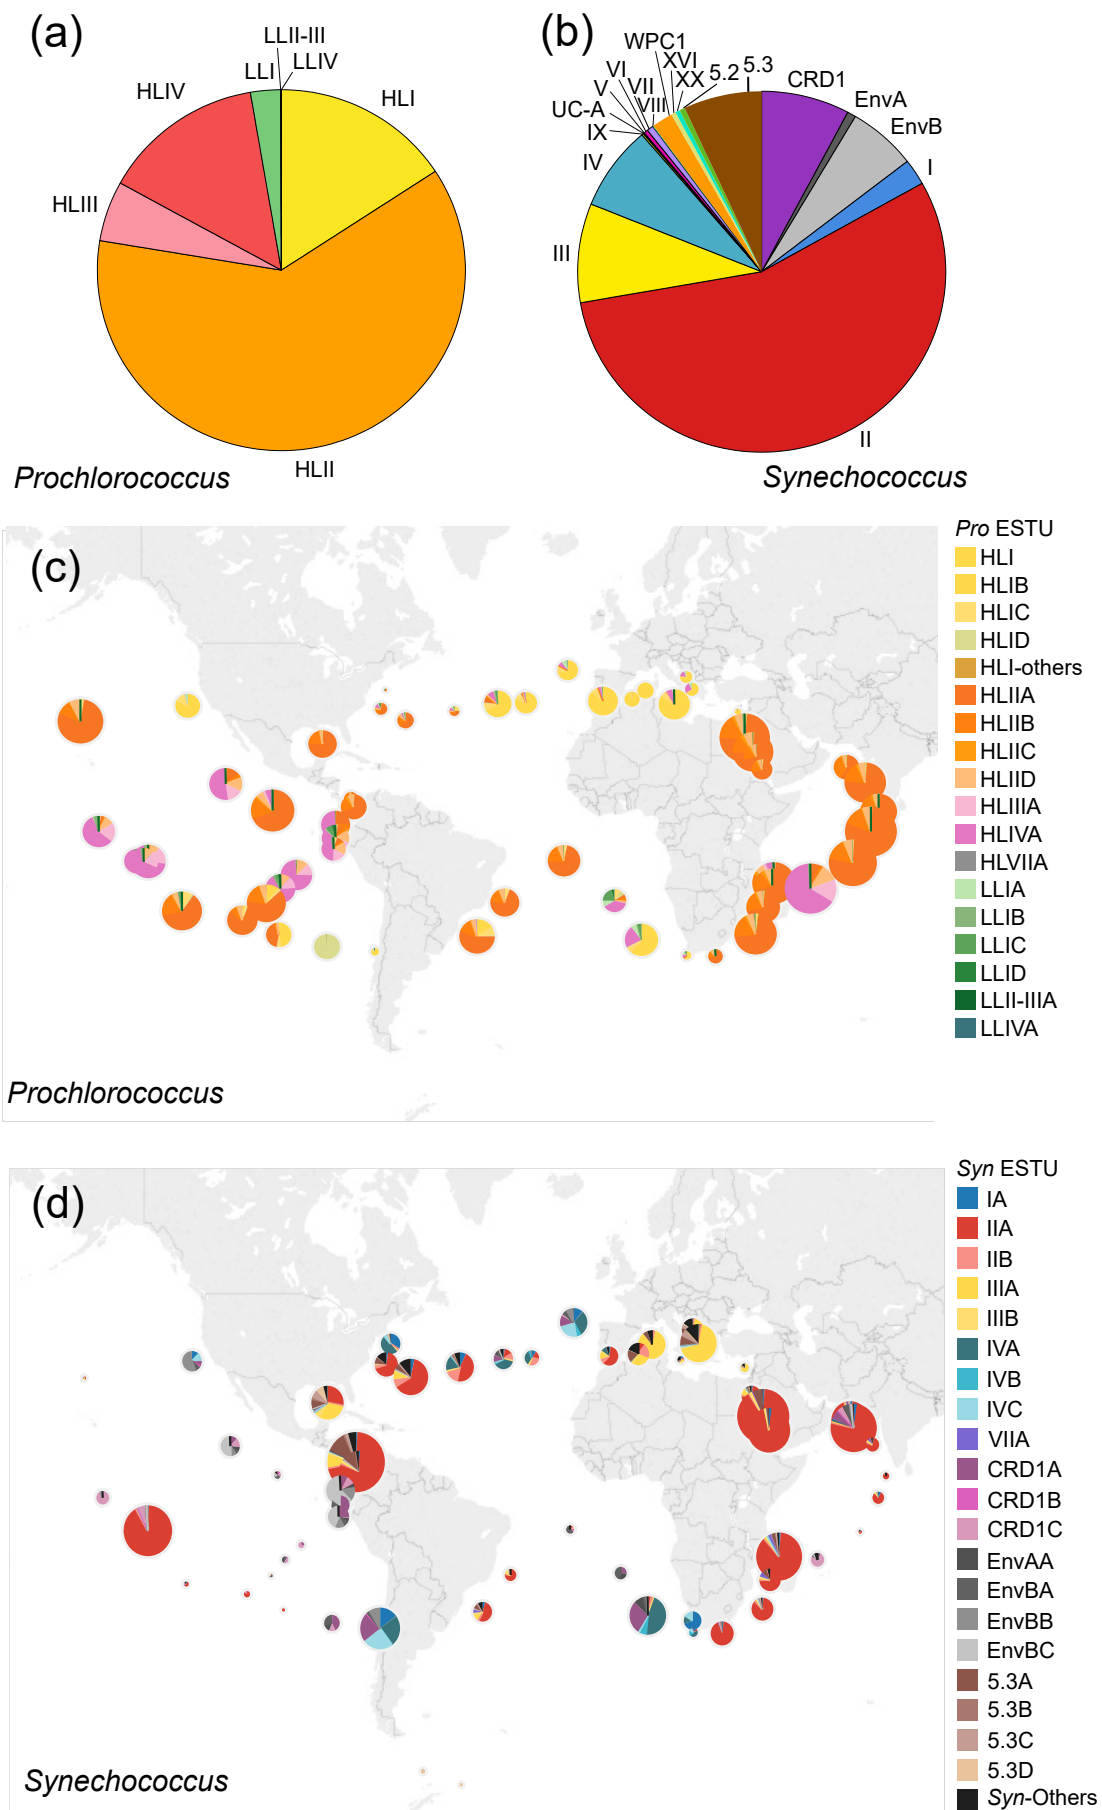 (a)
LLII-III
LLIV
LLI
HLI
HLIV
HLIII
HLII
Prochlorococcus
(b)
WPC1
XVI
XX
5.2
5.3
CRD1
EnvA
EnvB
I
VI
VII
V
VIII
UC-A
IX
IV
III
II
Synechococcus
(c)
Pro ESTU
HLI
HLIB
HLIC
HLID
HLI-others
HLIIA
HLIIB
HLIIC
HLIID
HLIIIA
HLIVA
HLVIIA
LLIA
LLIB
LLIC
LLID
LLII-IIIA
LLIVA
Prochlorococcus
(d)
Syn ESTU
IA
IIA
IIB
IIIA
IIIB
IVA
IVB
IVC
VIIA
CRD1A
CRD1B
CRD1C
EnvAA
EnvBA
EnvBB
EnvBC
5.3A
5.3B
5.3C
5.3D
Syn-Others
Synechococcus